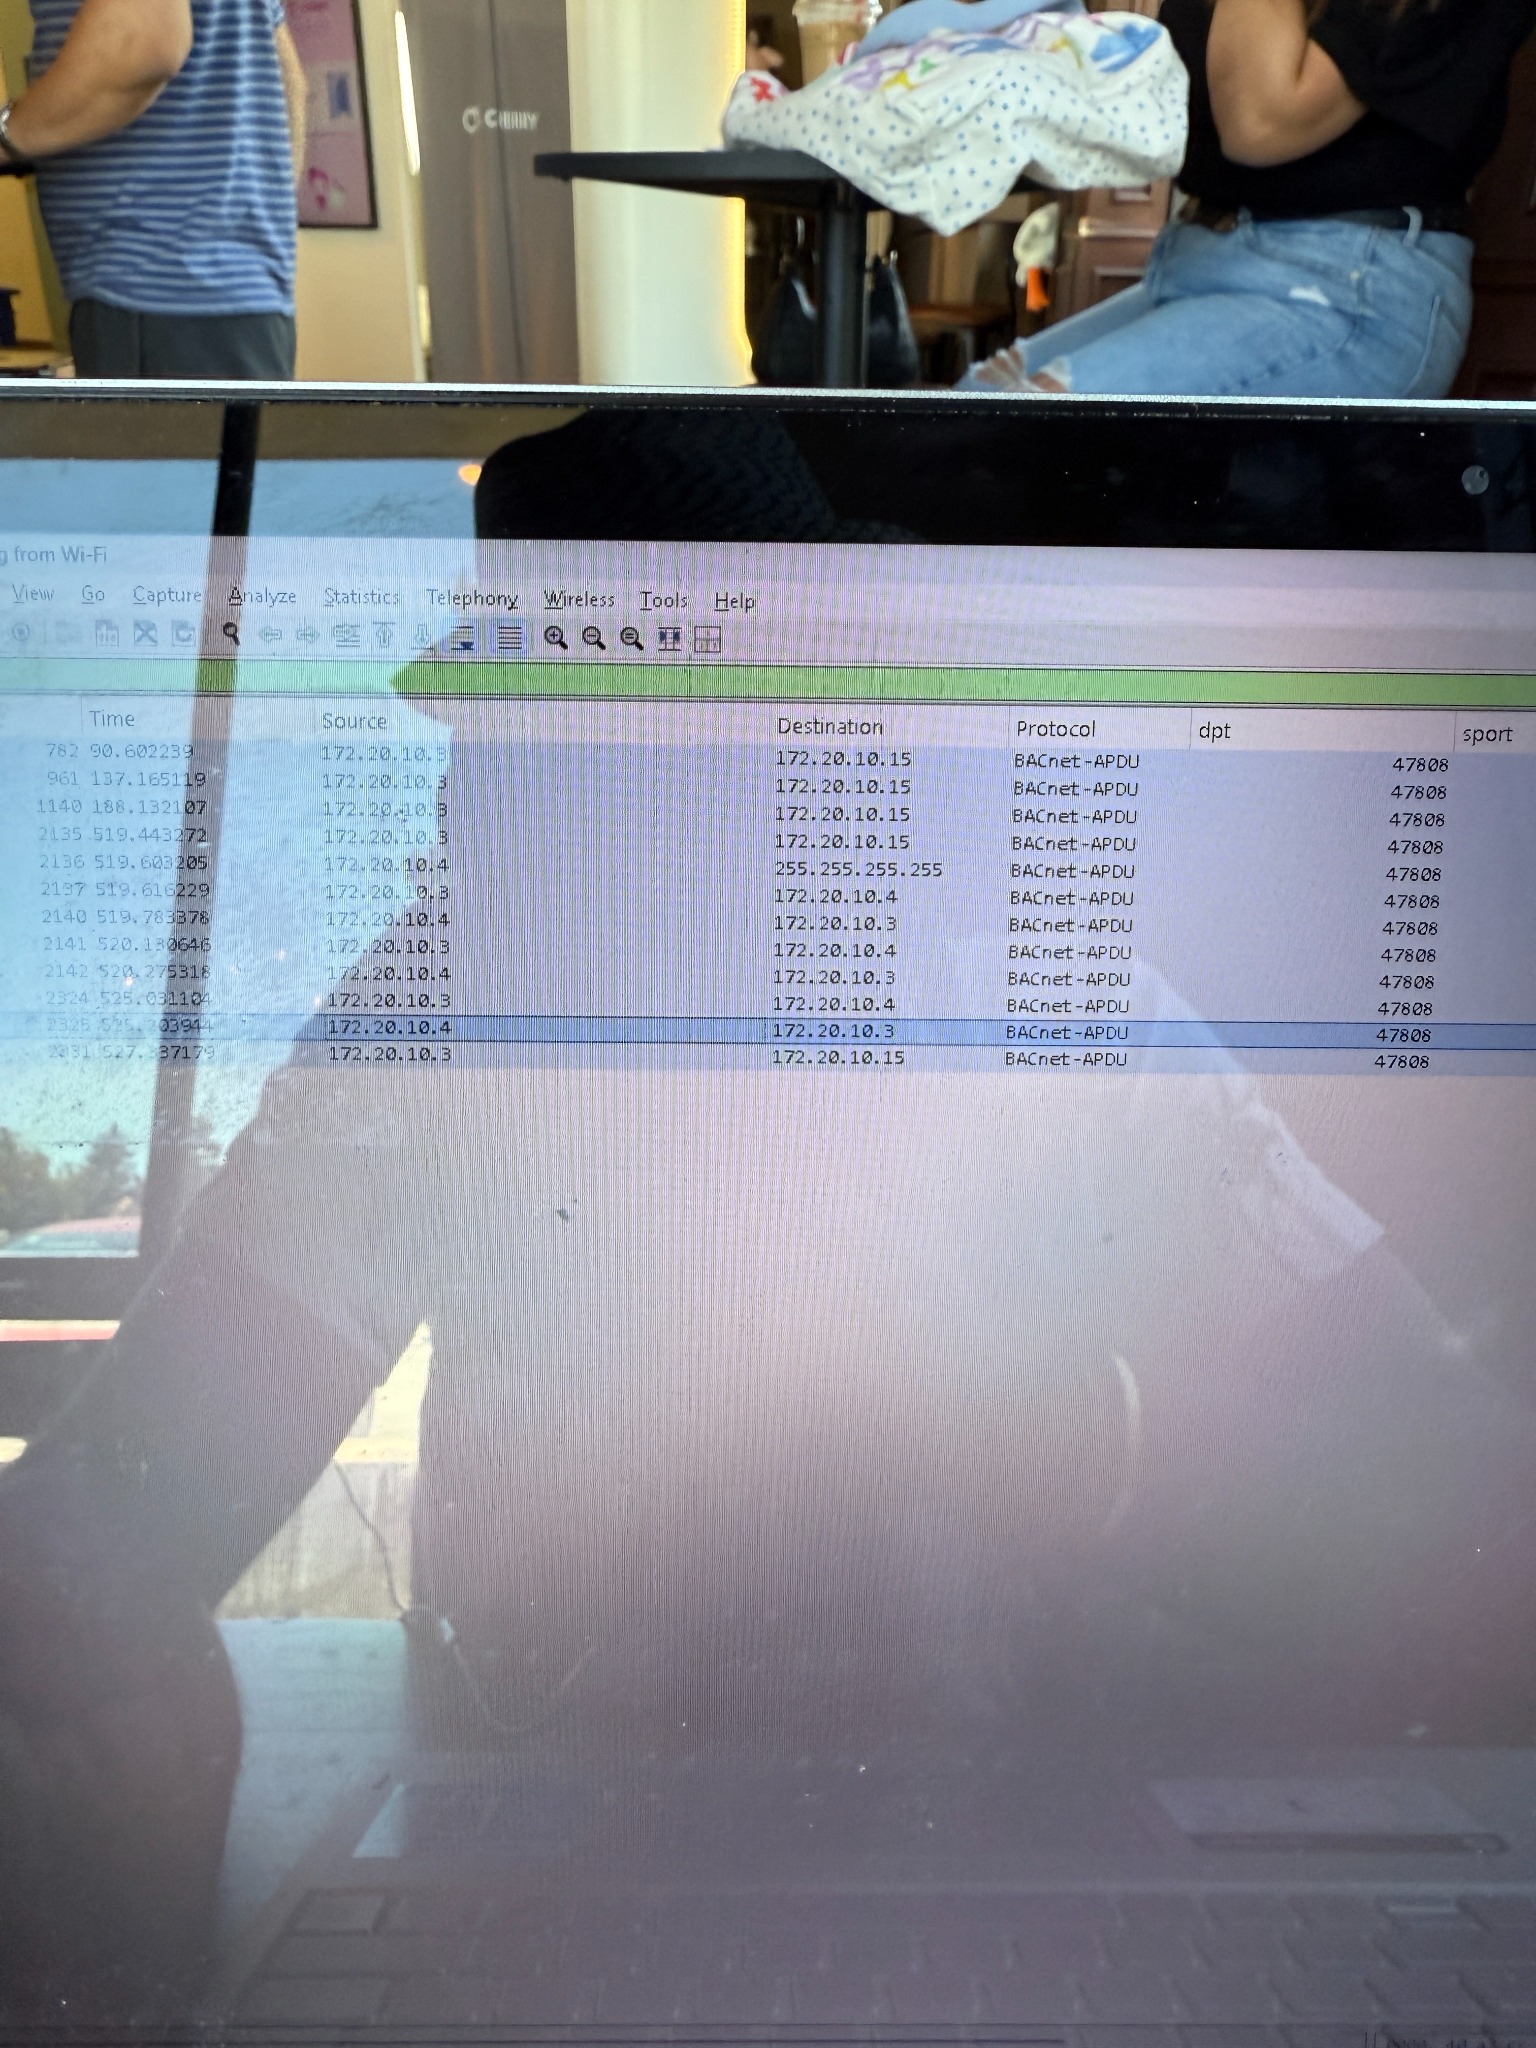 g from Wi-Fi
View Go Capture Analyze Statistics Telephony Wireless Tools Help
Time Source Destination Protocol dpt sport
782 90.602239 172.20.10.3 172.20.10.15 BACnet-APDU 47808
961 137.165119 172.20.10.3 172.20.10.15 BACnet-APDU 47808
1140 188.132107 172.20.10.3 172.20.10.15 BACnet-APDU 47808
2135 519.443272 172.20.10.3 172.20.10.15 BACnet-APDU 47808
2136 519.603205 172.20.10.4 255.255.255.255 BACnet-APDU 47808
2137 519.616229 172.20.10.3 172.20.10.4 BACnet-APDU 47808
2140 519.783378 172.20.10.4 172.20.10.3 BACnet-APDU 47808
2141 520.130646 172.20.10.3 172.20.10.4 BACnet-APDU 47808
2142 520.275318 172.20.10.4 172.20.10.3 BACnet-APDU 47808
2324 525.031104 172.20.10.3 172.20.10.4 BACnet-APDU 47808
2325 525.203944 172.20.10.4 172.20.10.3 BACnet-APDU 47808
172.20.10.3 172.20.10.15 BACnet-APDU 47808